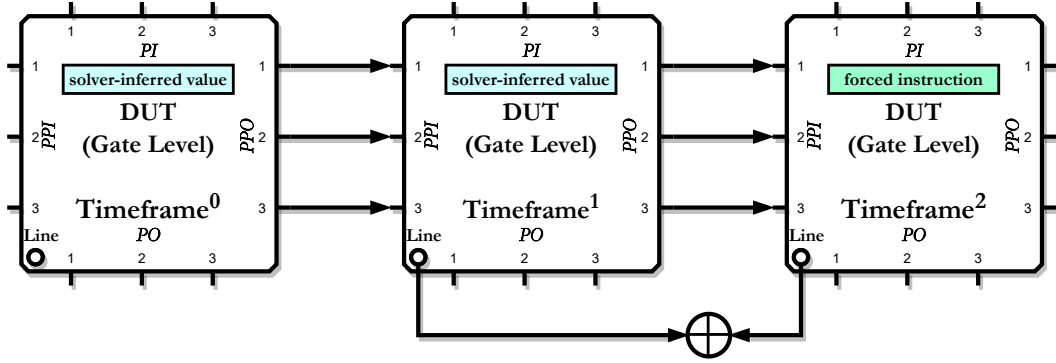 1 2 3
PI
1 solver-inferred value 1
DUT
2 PPI (Gate Level) PPO 2
3 Timeframe0 3
Line PO
1 2 3
1 2 3
PI
1 solver-inferred value 1
DUT
2 PPI (Gate Level) PPO 2
3 Timeframe1 3
Line PO
1 2 3
1 2 3
PI
1 forced instruction 1
DUT
2 PPI (Gate Level) PPO 2
3 Timeframe2 3
Line PO
1 2 3